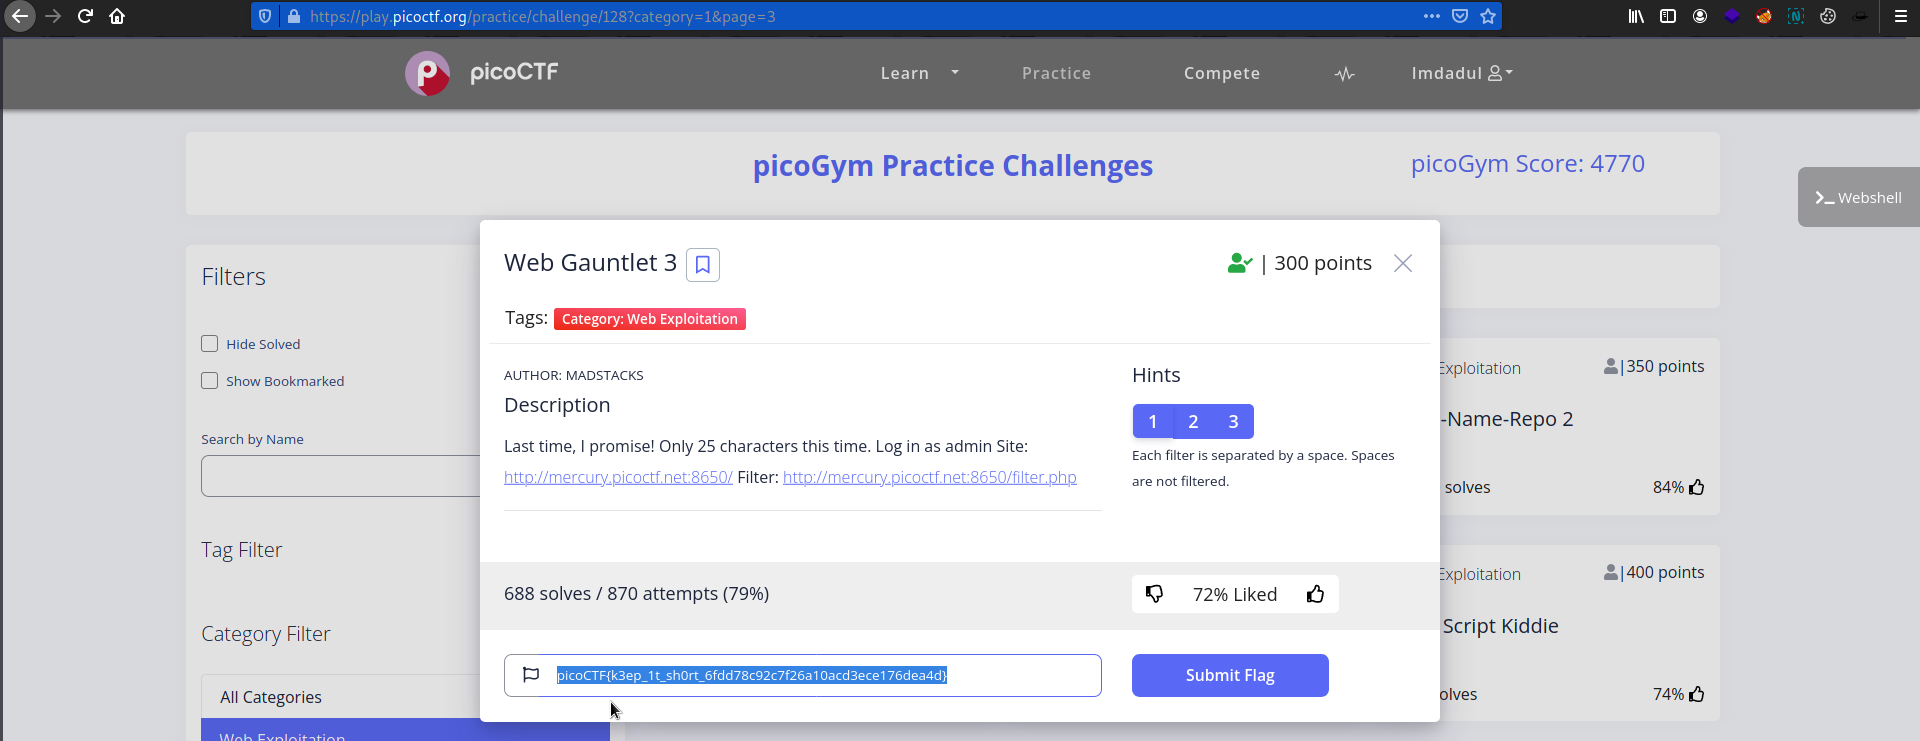 https://play.picoctf.org/practice/challenge/128?category=1&page=3
picoCTF
Learn
Practice
Compete
Imdadul
picoGym Practice Challenges
picoGym Score: 4770
Webshell
Filters
Hide Solved
Show Bookmarked
Search by Name
Tag Filter
Category Filter
All Categories
Web Exploitation
Web Gauntlet 3
| 300 points
Tags: Category: Web Exploitation
AUTHOR: MADSTACKS
Description
Last time, I promise! Only 25 characters this time. Log in as admin Site:
http://mercury.picoctf.net:8650/ Filter: http://mercury.picoctf.net:8650/filter.php
Hints
1 2 3
Each filter is separated by a space. Spaces
are not filtered.
688 solves / 870 attempts (79%)
72% Liked
picoCTF{k3ep_1t_sh0rt_6fdd78c92c7f26a10acd3ece176dea4d}
Submit Flag
Exploitation
|350 points
-Name-Repo 2
solves
84%
Exploitation
|400 points
Script Kiddie
olves
74%